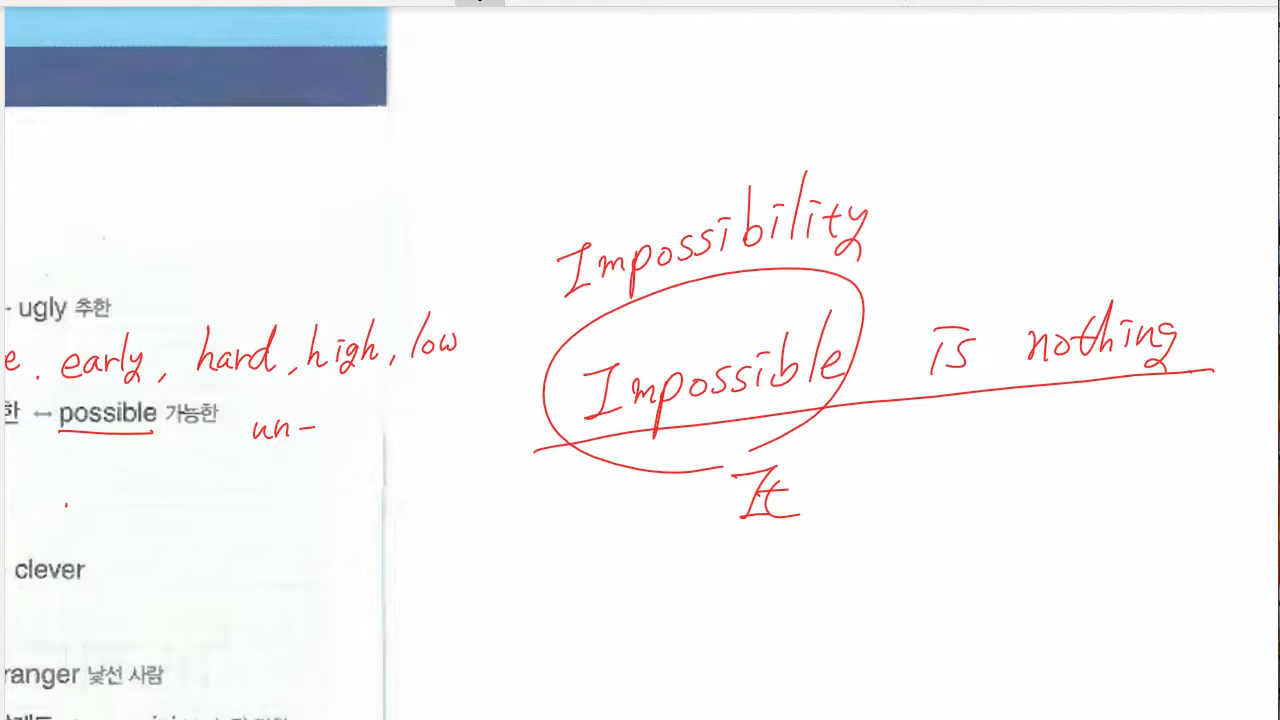 Impossibility
- ugly 추한
e. early, hard, high, low
Impossible is nothing
한 ↔ possible 가능한
un-
It
clever
ranger 낯선 사람